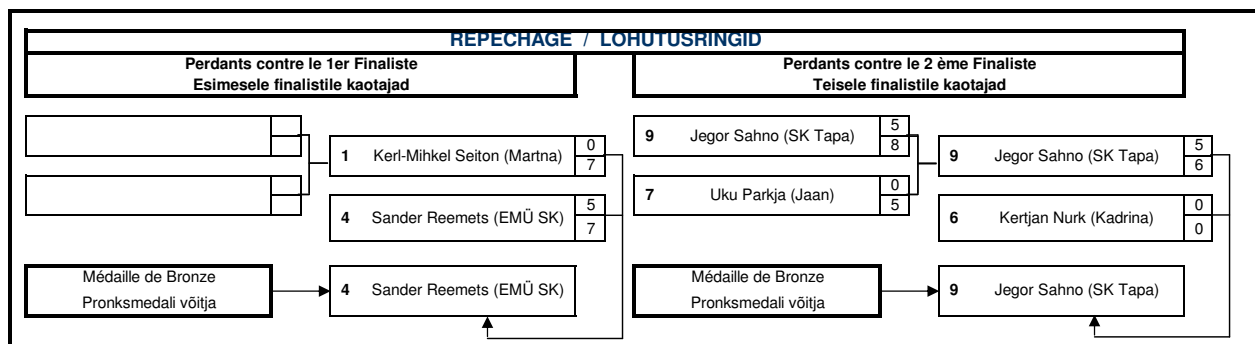 REPECHAGE / LOHUTUSRINGID
Perdants contre le 1er Finaliste
Esimesele finalistile kaotajad
Perdants contre le 2 ème Finaliste
Teisele finalistile kaotajad
1 Kerl-Mihkel Seiton (Martna) 0
7
4 Sander Reemets (EMÜ SK) 5
7
Médaille de Bronze
Pronksmedali võitja
4 Sander Reemets (EMÜ SK)
9 Jegor Sahno (SK Tapa) 5
8
7 Uku Parkja (Jaan) 0
5
9 Jegor Sahno (SK Tapa) 5
6
6 Kertjan Nurk (Kadrina) 0
0
Médaille de Bronze
Pronksmedali võitja
9 Jegor Sahno (SK Tapa)